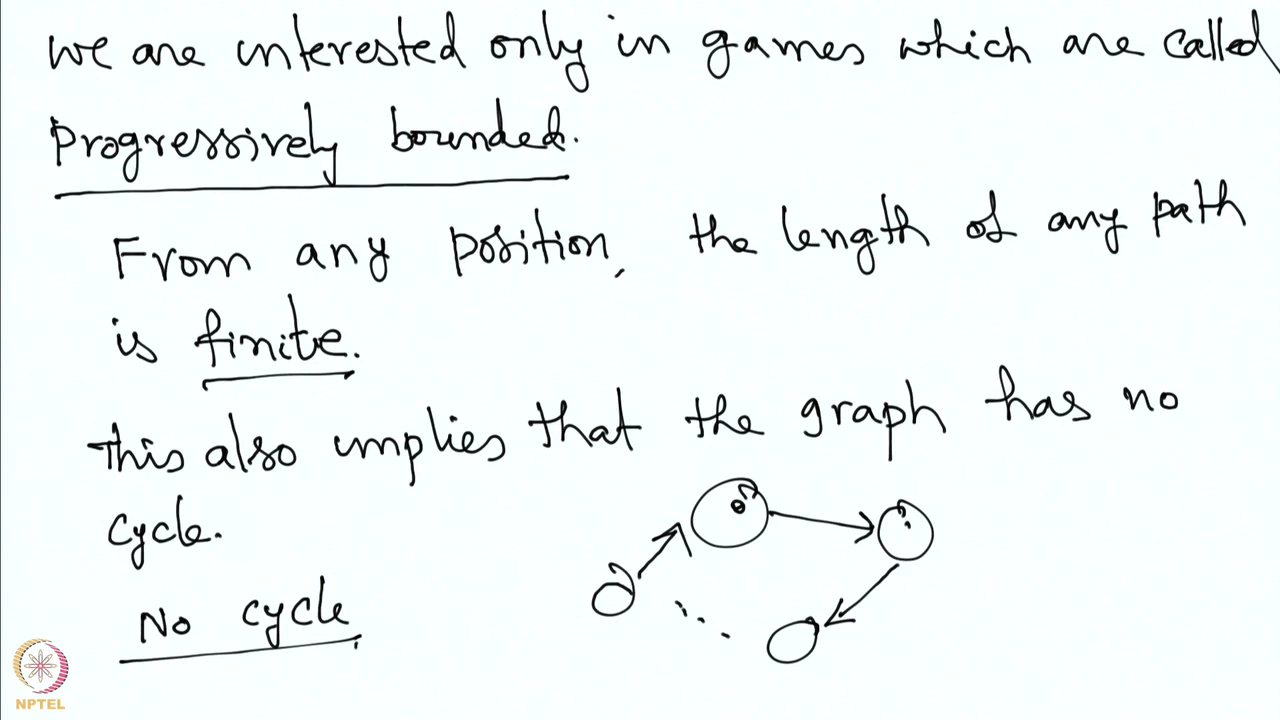 we are interested only in games which are called
Progressively bounded.
From any position, the length of any path
is finite.
This also implies that the graph has no
cycle.
No cycle
NPTEL